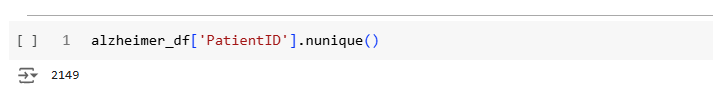 [ ] 1 alzheimer_df['PatientID'].nunique()
2149